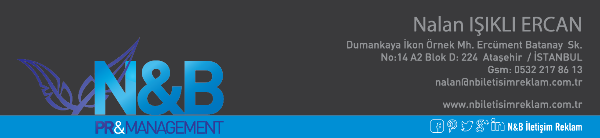 Nalan IŞIKLI ERCAN
Dumankaya İkon Örnek Mh. Ercüment Batanay Sk.
No:14 A2 Blok D: 224 Ataşehir / İSTANBUL
Gsm: 0532 217 86 13
nalan@nbiletisimreklam.com.tr
www.nbiletisimreklam.com.tr
N&B
PR&MANAGEMENT
N&B İletişim Reklam